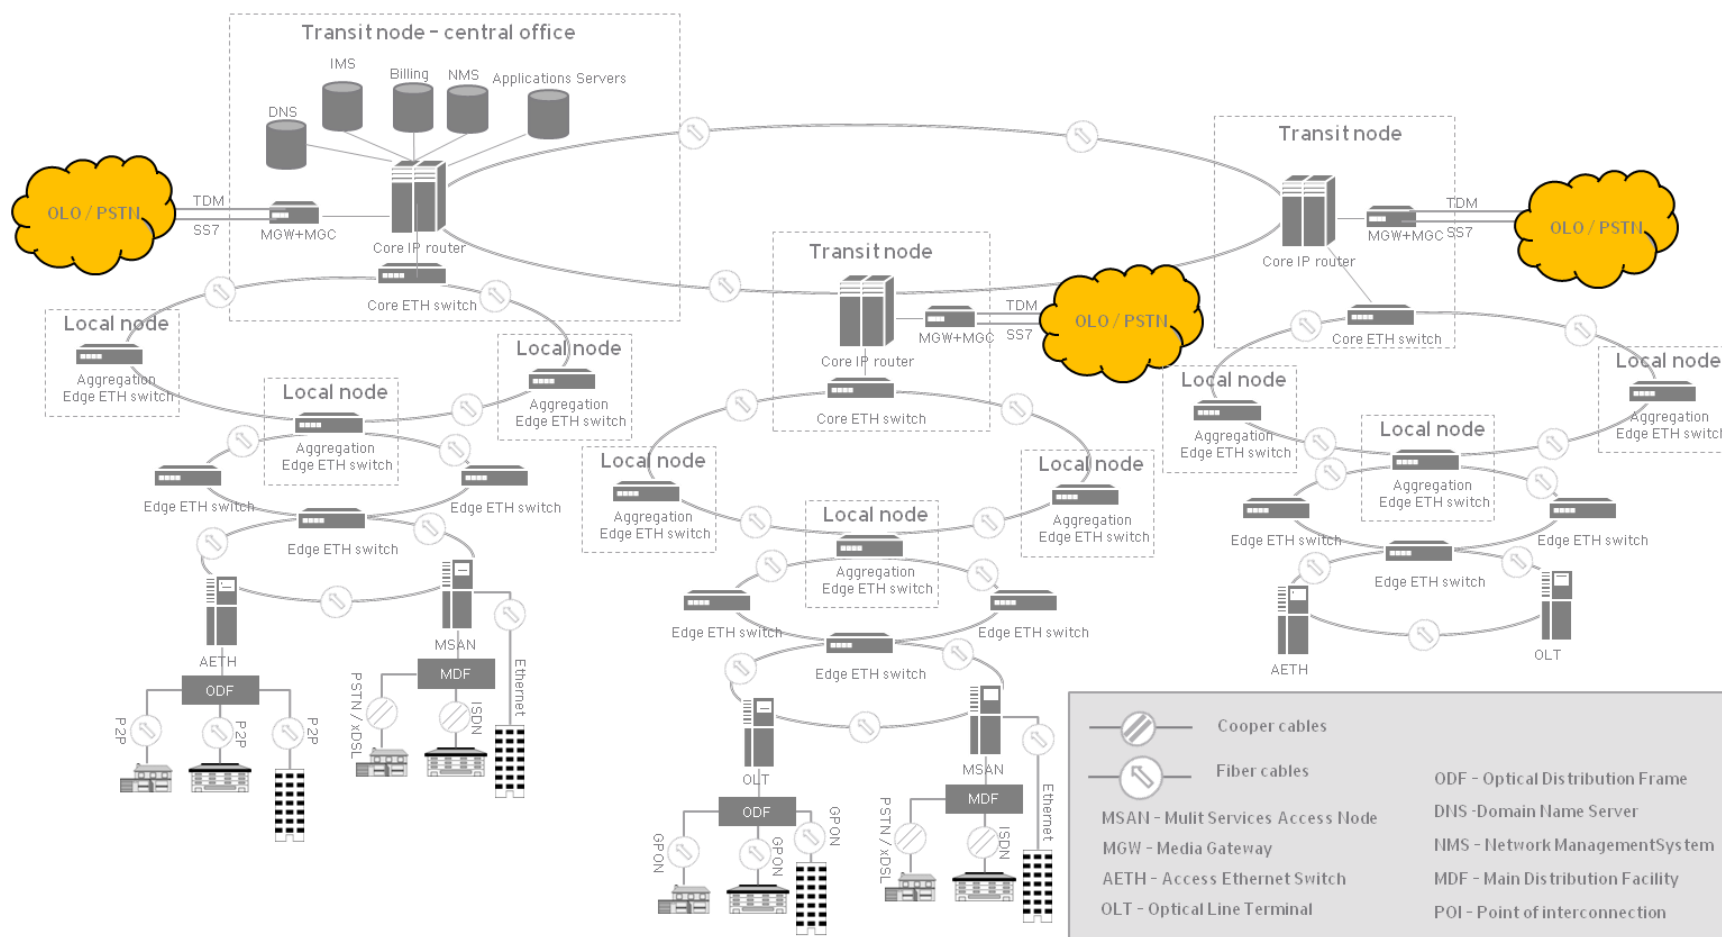 Transit node – central office
IMS
Billing
NMS
Applications Servers
DNS
OLO / PSTN
TDM
SS7
MGW+MGC
Core IP router
Core ETH switch
Transit node
Core IP router
MGW+MGC
TDM
SS7
OLO / PSTN
Core ETH switch
Transit node
Core IP router
MGW+MGC
TDM
SS7
OLO / PSTN
Core ETH switch
Local node
Aggregation
Edge ETH switch
Local node
Aggregation
Edge ETH switch
Local node
Aggregation
Edge ETH switch
Edge ETH switch
Edge ETH switch
Edge ETH switch
AETH
ODF
P2P
P2P
P2P
MSAN
MDF
PSTN / xDSL
ISDN
Ethernet
Local node
Aggregation
Edge ETH switch
Local node
Aggregation
Edge ETH switch
Local node
Aggregation
Edge ETH switch
Edge ETH switch
Edge ETH switch
Edge ETH switch
OLT
ODF
GPON
GPON
GPON
MSAN
MDF
PSTN / xDSL
ISDN
Ethernet
Local node
Aggregation
Edge ETH switch
Local node
Aggregation
Edge ETH switch
Local node
Aggregation
Edge ETH switch
Edge ETH switch
Edge ETH switch
Edge ETH switch
AETH
OLT
Cooper cables
Fiber cables
MSAN – Mulit Services Access Node
MGW – Media Gateway
AETH – Access Ethernet Switch
OLT – Optical Line Terminal
ODF – Optical Distribution Frame
DNS -Domain Name Server
NMS – Network ManagementSystem
MDF – Main Distribution Facility
POI – Point of interconnection